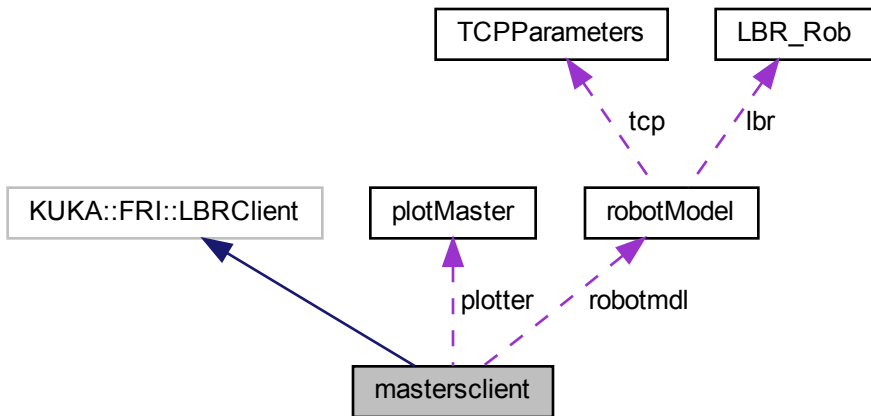 TCPParameters
LBR_Rob
tcp
lbr
KUKA::FRI::LBRClient
plotMaster
robotModel
plotter
robotmdl
mastersclient